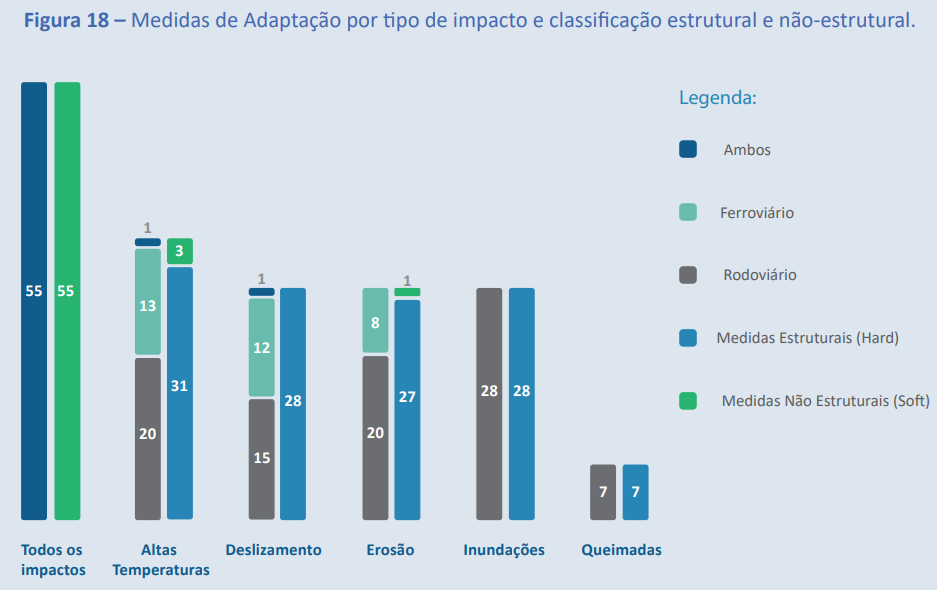 Figura 18 – Medidas de Adaptação por tipo de impacto e classificação estrutural e não-estrutural.
Legenda:
Ambos
Ferroviário
Rodoviário
Medidas Estruturais (Hard)
Medidas Não Estruturais (Soft)
55
55
1
13
20
3
31
1
12
15
28
8
20
1
27
28
28
7
7
Todos os
impactos
Altas
Temperaturas
Deslizamento
Erosão
Inundações
Queimadas